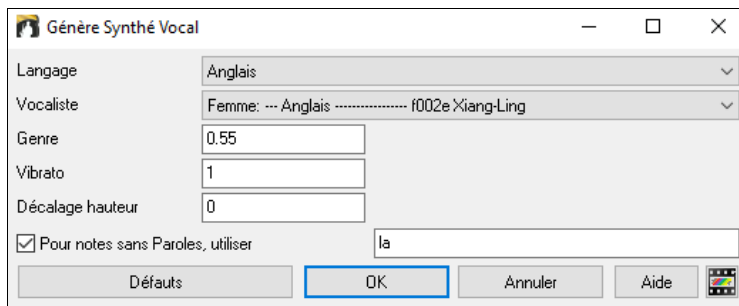 Génère Synthé Vocal
Langage Anglais
Vocaliste Femme: --- Anglais ---------------- f002e Xiang-Ling
Genre 0.55
Vibrato 1
Décalage hauteur 0
Pour notes sans Paroles, utiliser la
Défauts OK Annuler Aide